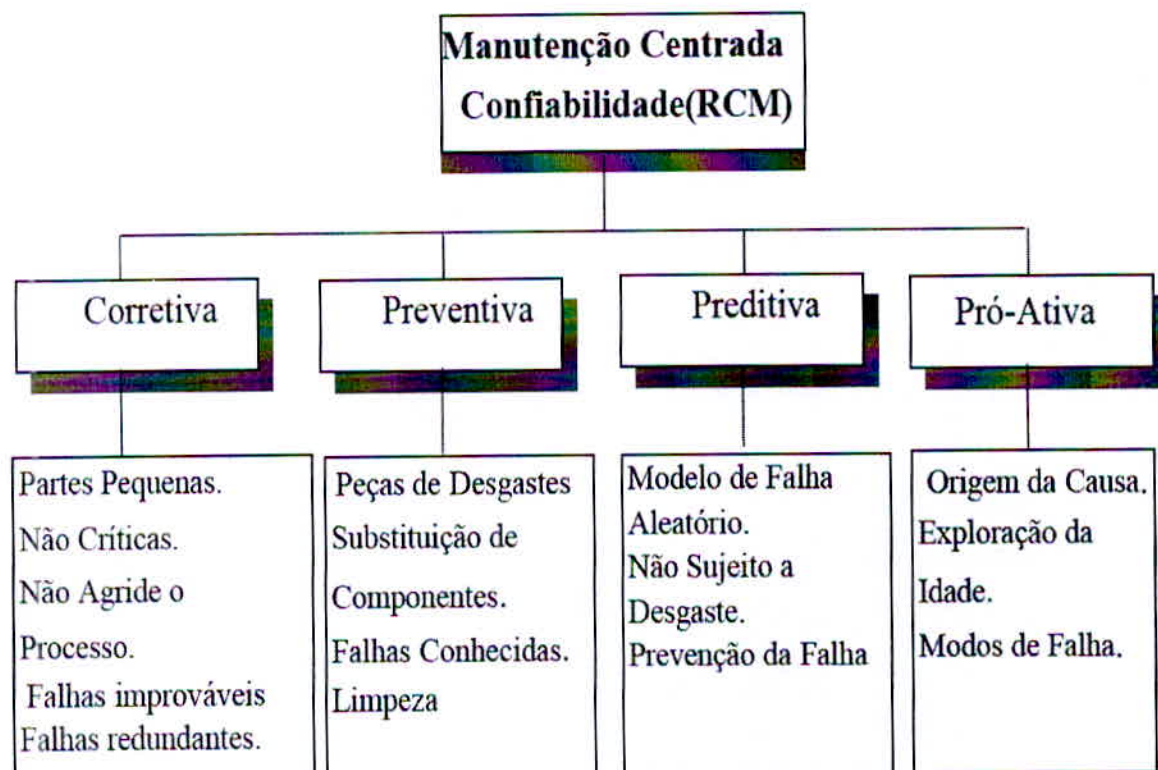 Manutenção Centrada
Confiabilidade(RCM)
Corretiva
Preventiva
Preditiva
Pró-Ativa
Partes Pequenas.
Não Críticas.
Não Agride o
Processo.
Falhas improváveis
Falhas redundantes.
Peças de Desgastes
Substituição de
Componentes.
Falhas Conhecidas.
Limpeza
Modelo de Falha
Aleatório.
Não Sujeito a
Desgaste.
Prevenção da Falha
Origem da Causa.
Exploração da
Idade.
Modos de Falha.